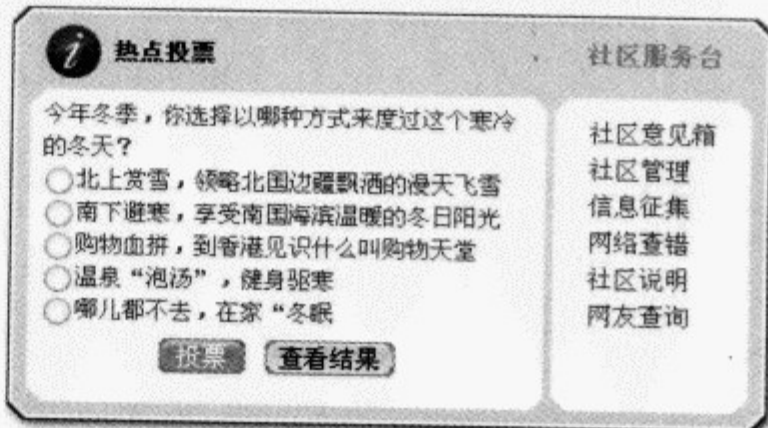 热点投票
今年冬季，你选择以哪种方式来度过这个寒冷
的冬天？
北上赏雪，领略北国边疆飘洒的漫天飞雪
南下避寒，享受南国海滨温暖的冬日阳光
购物血拼，到香港见识什么叫购物天堂
温泉“泡汤”，健身驱寒
哪儿都不去，在家“冬眠
投票 查看结果
社区服务台
社区意见箱
社区管理
信息征集
网络查错
社区说明
网友查询